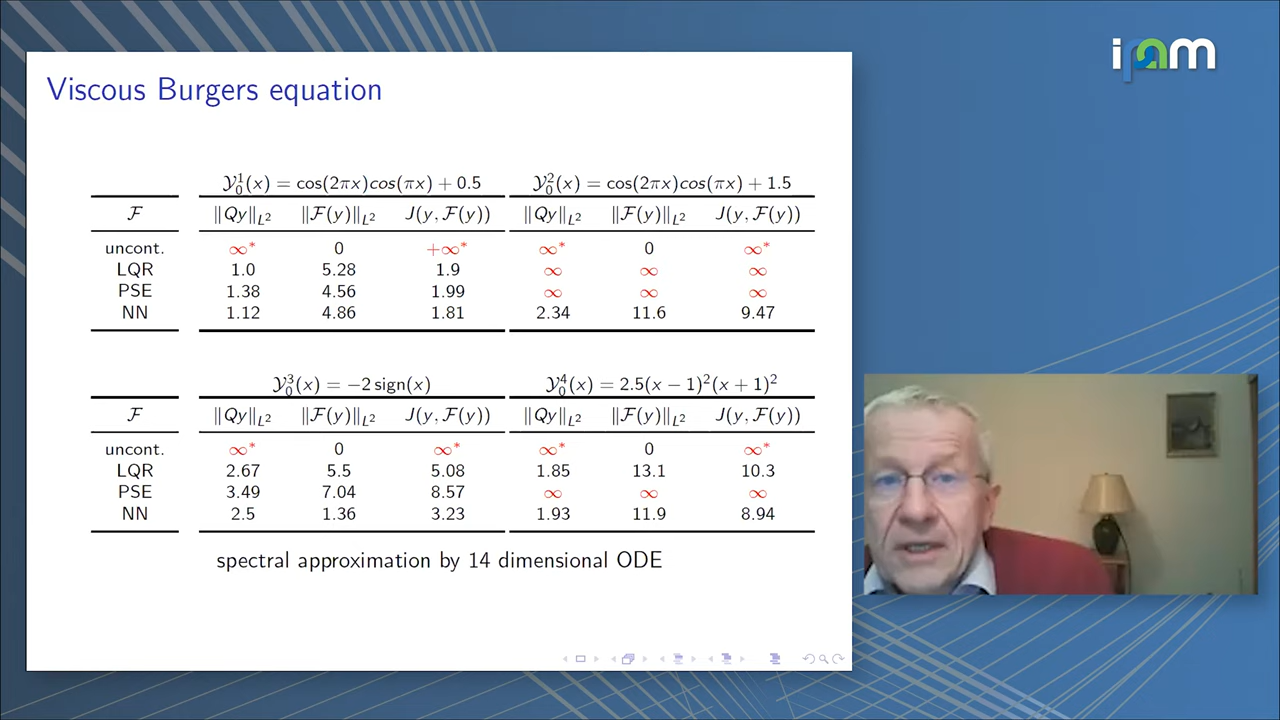 ipam
Viscous Burgers equation
𝒴₀¹(x) = cos(2πx)cos(πx) + 0.5 𝒴₀²(x) = cos(2πx)cos(πx) + 1.5
ℱ ‖Qy‖_L² ‖ℱ(y)‖_L² J(y, ℱ(y)) ‖Qy‖_L² ‖ℱ(y)‖_L² J(y, ℱ(y))
uncont. ∞* 0 +∞* ∞* 0 ∞*
LQR 1.0 5.28 1.9 ∞ ∞ ∞
PSE 1.38 4.56 1.99 ∞ ∞ ∞
NN 1.12 4.86 1.81 2.34 11.6 9.47
𝒴₀³(x) = −2 sign(x) 𝒴₀⁴(x) = 2.5(x − 1)²(x + 1)²
ℱ ‖Qy‖_L² ‖ℱ(y)‖_L² J(y, ℱ(y)) ‖Qy‖_L² ‖ℱ(y)‖_L² J(y, ℱ(y))
uncont. ∞* 0 ∞* ∞* 0 ∞*
LQR 2.67 5.5 5.08 1.85 13.1 10.3
PSE 3.49 7.04 8.57 ∞ ∞ ∞
NN 2.5 1.36 3.23 1.93 11.9 8.94
spectral approximation by 14 dimensional ODE